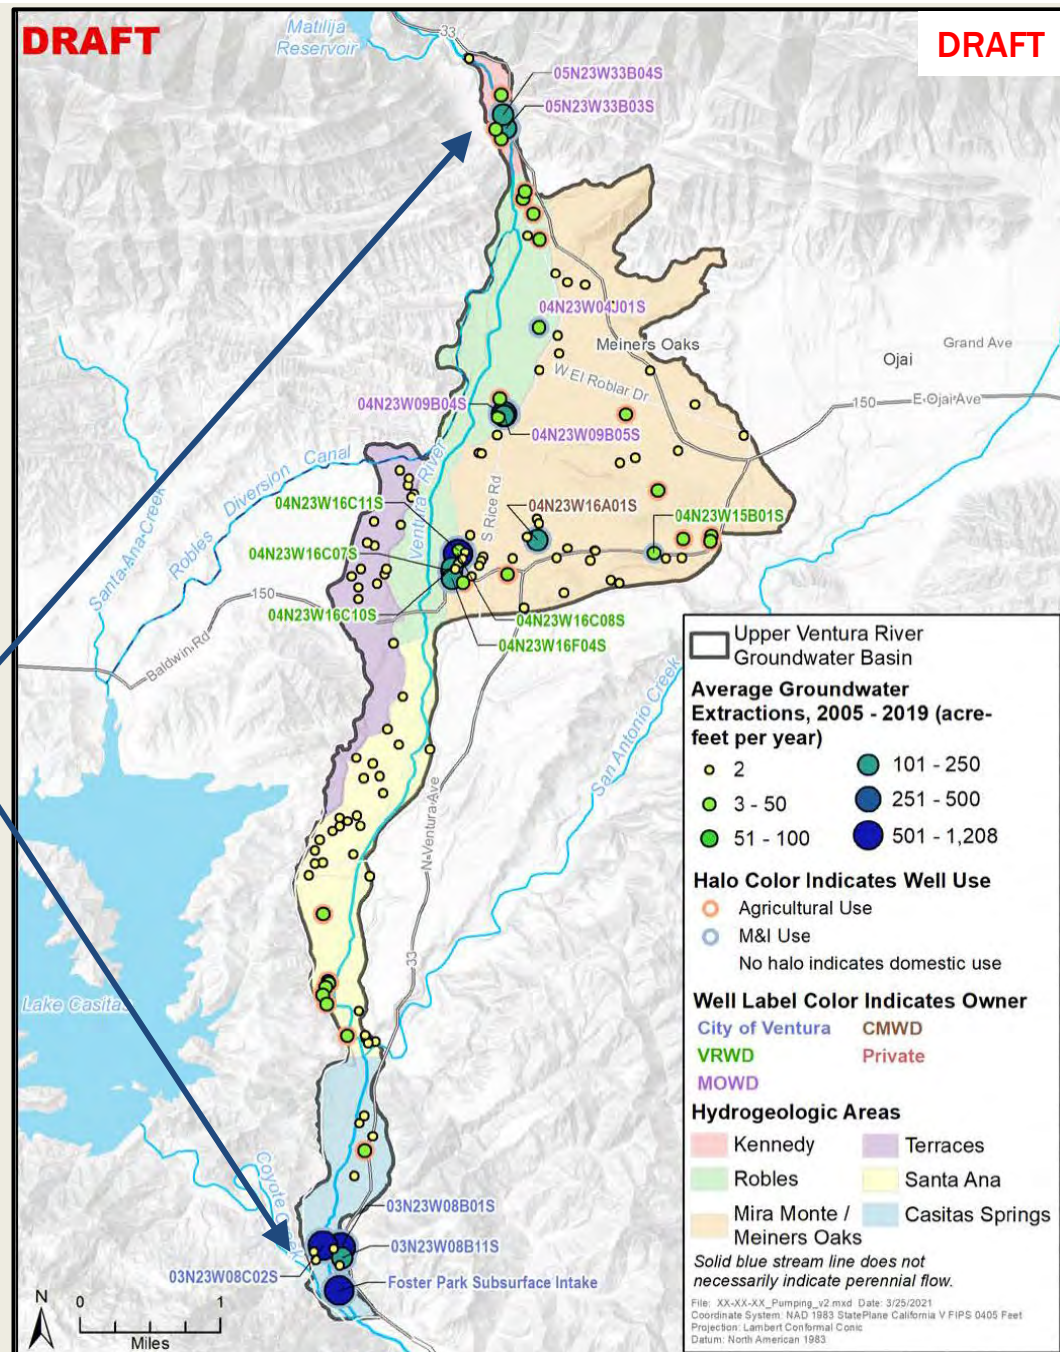 DRAFT
DRAFT
Matilija
Reservoir
33
05N23W33B04S
05N23W33B03S
04N23W04J01S
Meiners Oaks
Grand Ave
Ojai
W El Roblar Dr
150
E Ojai Ave
04N23W09B04S
04N23W09B05S
Robles Diversion Canal
Ventura River
S Rice Rd
Santa Ana Creek
04N23W16C11S
04N23W16A01S
04N23W15B01S
04N23W16C07S
150
04N23W16C10S
04N23W16C08S
04N23W16F04S
Baldwin Rd
San Antonio Creek
N Ventura Ave
33
Lake Casitas
Coyote Creek
03N23W08B01S
03N23W08B11S
03N23W08C02S
Foster Park Subsurface Intake
N
0 1
Miles
Upper Ventura River
Groundwater Basin
Average Groundwater
Extractions, 2005 - 2019 (acre-
feet per year)
2
3 - 50
51 - 100
101 - 250
251 - 500
501 - 1,208
Halo Color Indicates Well Use
Agricultural Use
M&I Use
No halo indicates domestic use
Well Label Color Indicates Owner
City of Ventura
VRWD
MOWD
CMWD
Private
Hydrogeologic Areas
Kennedy
Robles
Mira Monte /
Meiners Oaks
Terraces
Santa Ana
Casitas Springs
Solid blue stream line does not
necessarily indicate perennial flow.
File: XX-XX-XX_Pumping_v2.mxd Date: 3/25/2021
Coordinate System: NAD 1983 StatePlane California V FIPS 0405 Feet
Projection: Lambert Conformal Conic
Datum: North American 1983